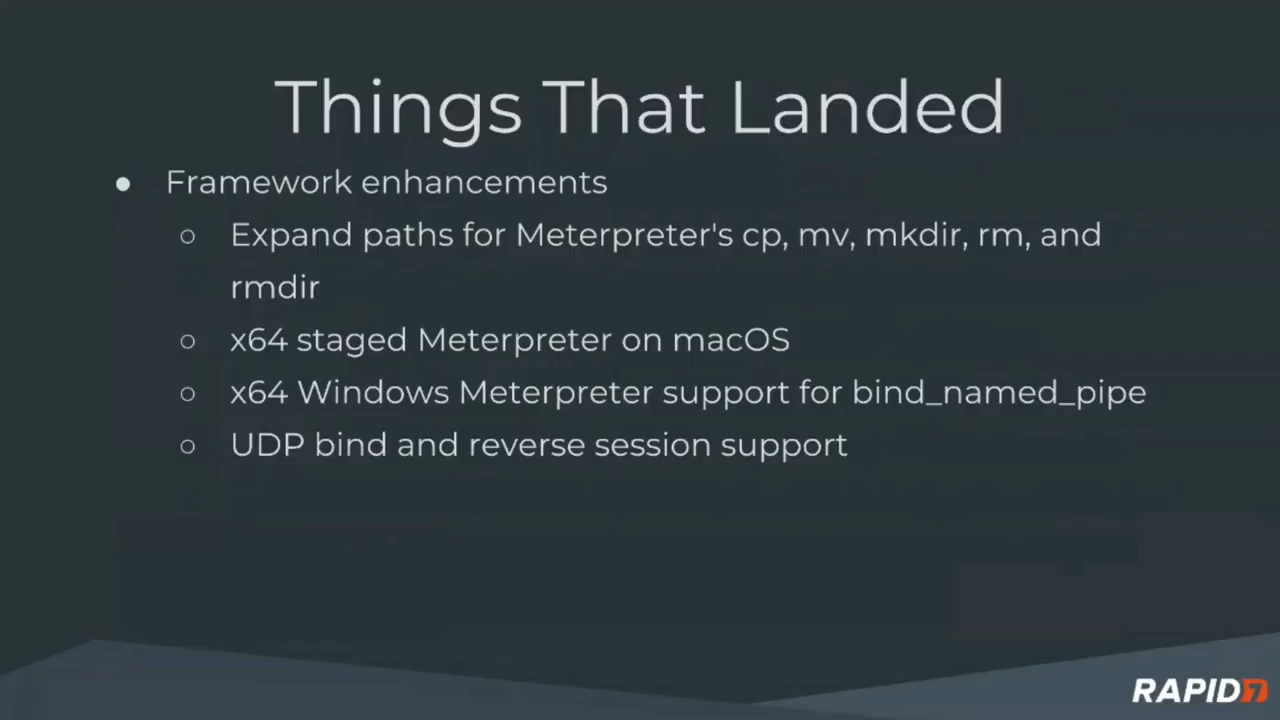 Things That Landed
● Framework enhancements
○ Expand paths for Meterpreter's cp, mv, mkdir, rm, and
rmdir
○ x64 staged Meterpreter on macOS
○ x64 Windows Meterpreter support for bind_named_pipe
○ UDP bind and reverse session support
RAPID7